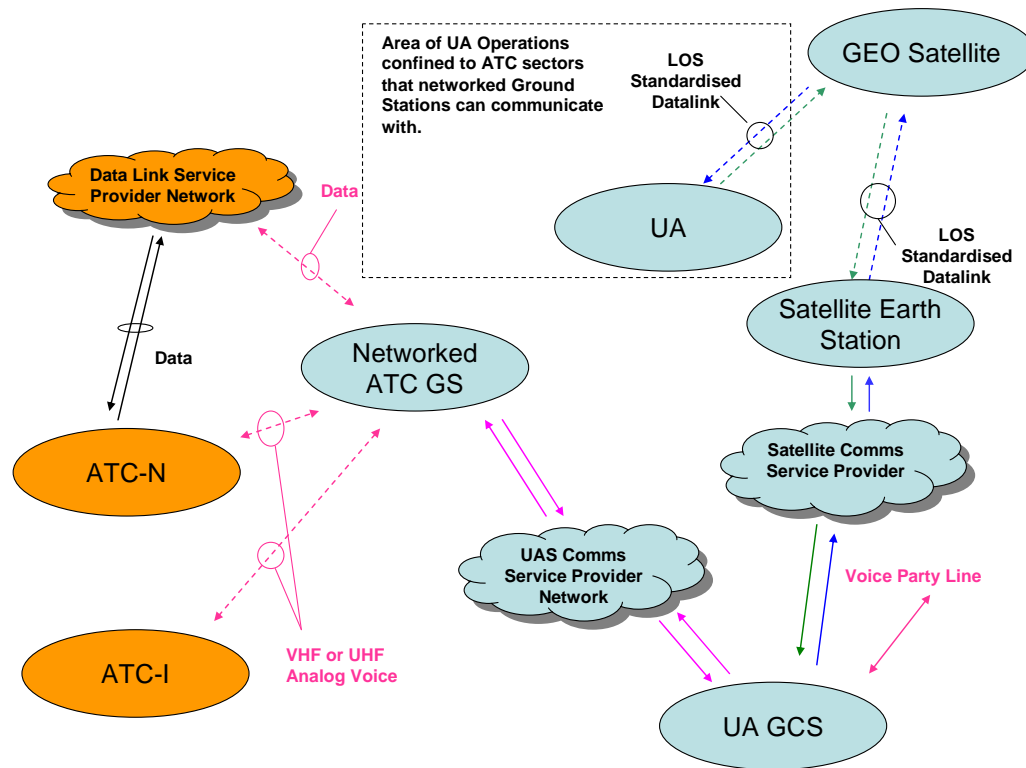 Area of UA Operations
confined to ATC sectors
that networked Ground
Stations can communicate
with.
LOS
Standardised
Datalink
GEO Satellite
Data Link Service
Provider Network
Data
UA
LOS
Standardised
Datalink
Satellite Earth
Station
Data
Networked
ATC GS
ATC-N
Satellite Comms
Service Provider
UAS Comms
Service Provider
Network
Voice Party Line
ATC-I
VHF or UHF
Analog Voice
UA GCS